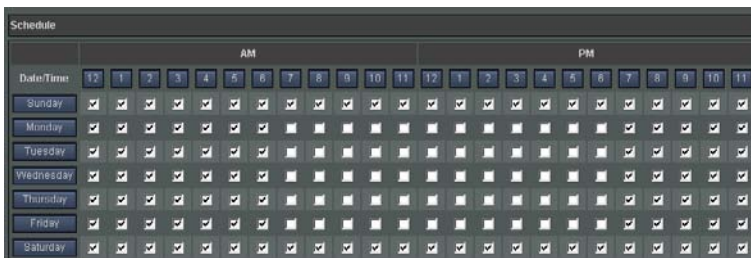 Schedule
AM PM
Date/Time 12 1 2 3 4 5 6 7 8 9 10 11 12 1 2 3 4 5 6 7 8 9 10 11
Sunday
Monday
Tuesday
Wednesday
Thursday
Friday
Saturday